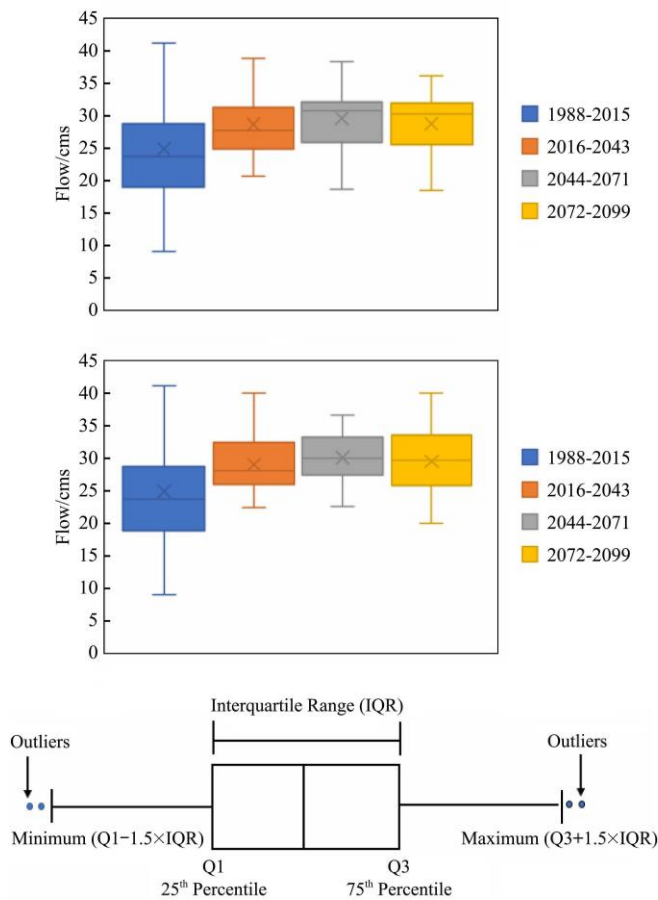 45
40
35
30
25
20
15
10
5
0
Flow/cms
1988-2015
2016-2043
2044-2071
2072-2099
45
40
35
30
25
20
15
10
5
0
Flow/cms
1988-2015
2016-2043
2044-2071
2072-2099
Interquartile Range (IQR)
Outliers
Outliers
Minimum (Q1−1.5×IQR)
Maximum (Q3+1.5×IQR)
Q1
Q3
25th Percentile
75th Percentile